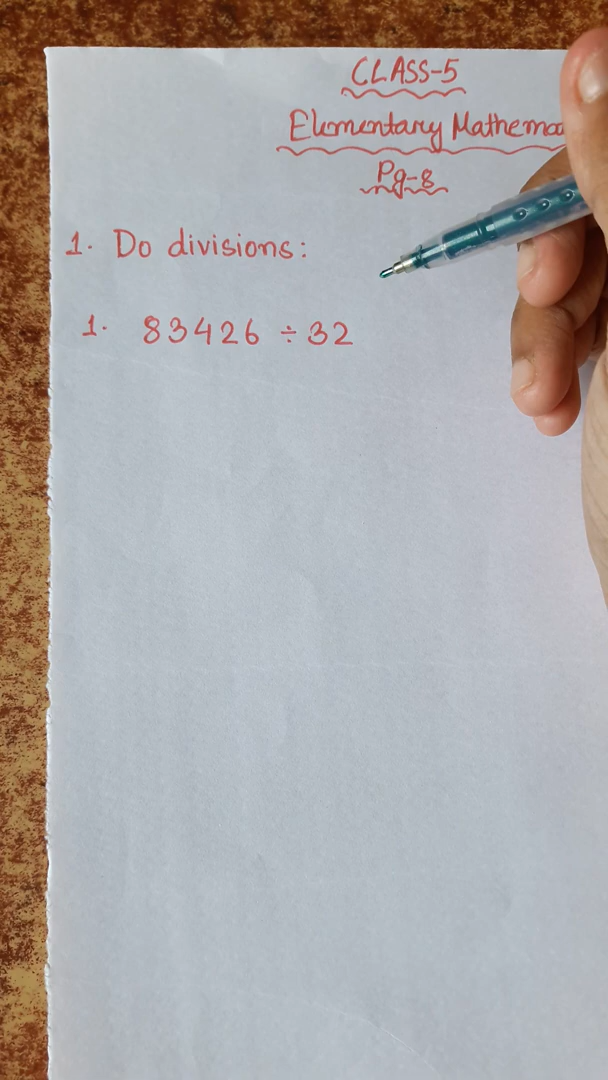 CLASS-5
Elementary Mathema
Pg-8
1. Do divisions:
1. 83426 ÷ 32